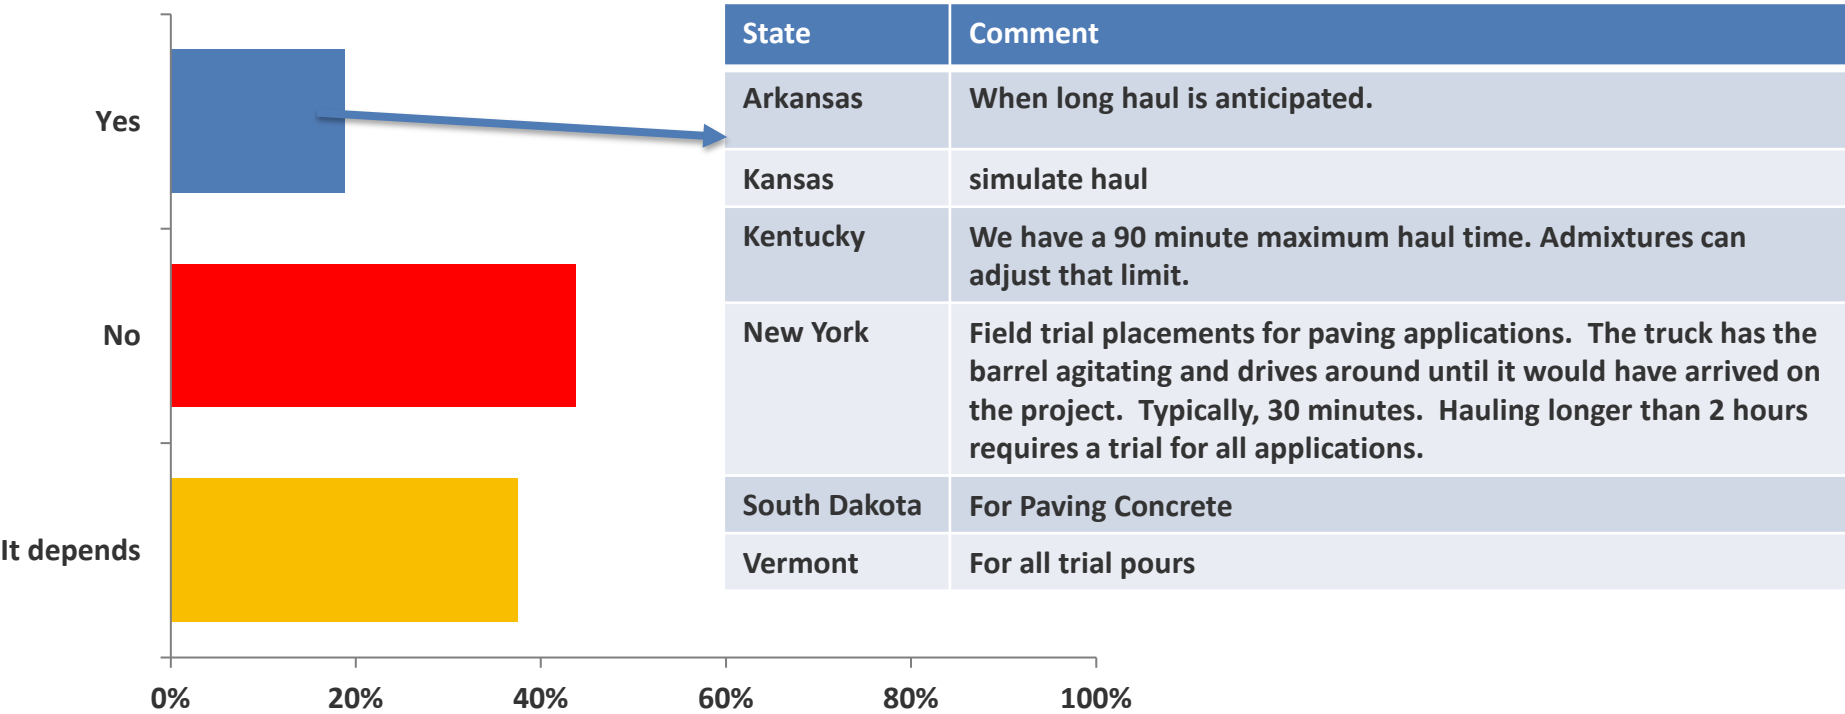 Yes
No
It depends
0%
20%
40%
60%
80%
100%
State Comment
Arkansas When long haul is anticipated.
Kansas simulate haul
Kentucky We have a 90 minute maximum haul time. Admixtures can
adjust that limit.
New York Field trial placements for paving applications.  The truck has the
barrel agitating and drives around until it would have arrived on
the project.  Typically, 30 minutes.  Hauling longer than 2 hours
requires a trial for all applications.
South Dakota For Paving Concrete
Vermont For all trial pours